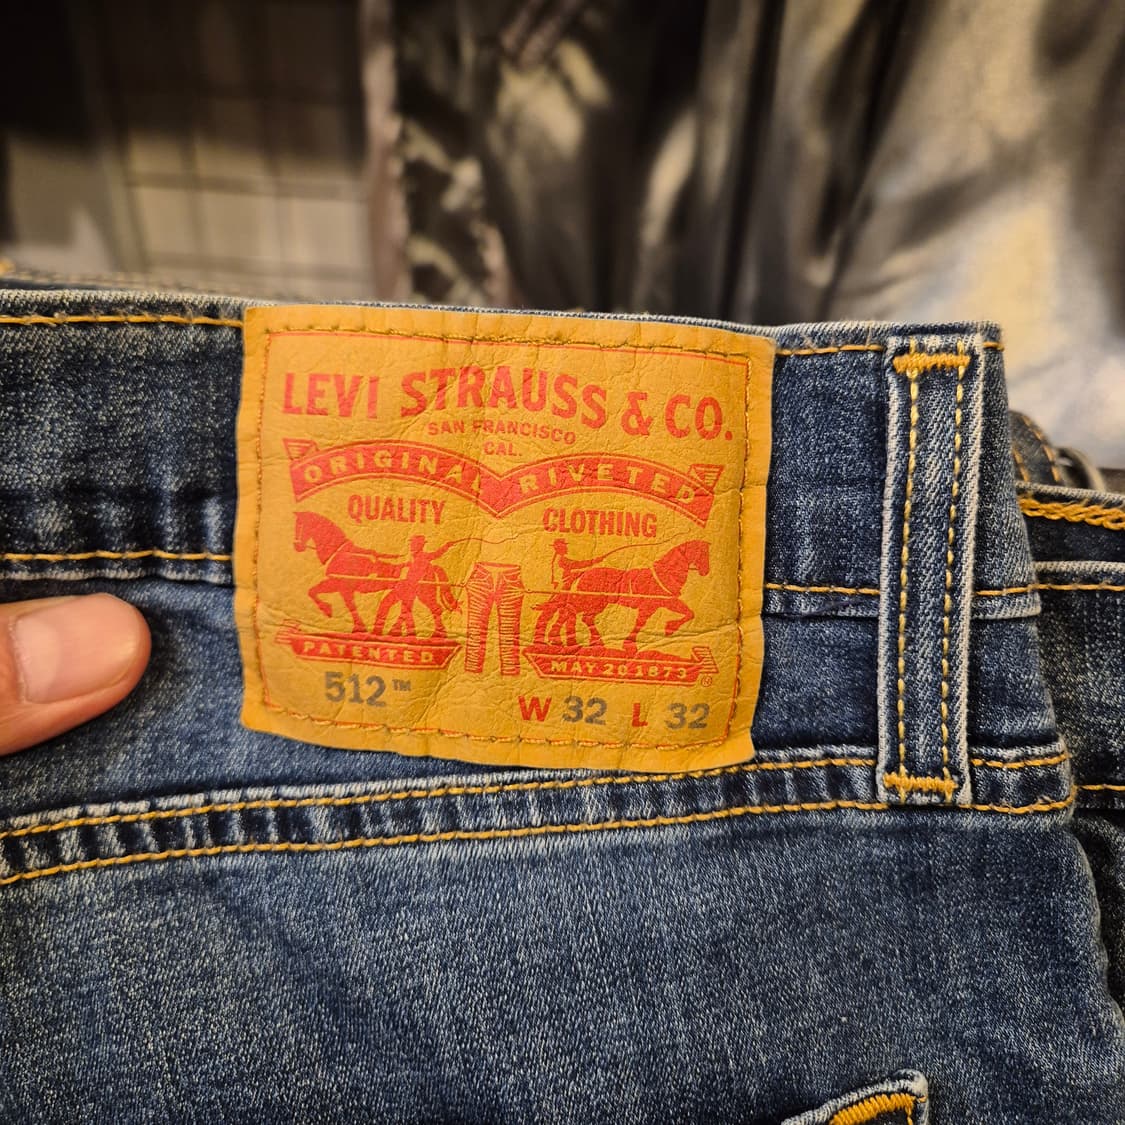 LEVI STRAUSS & CO.
SAN FRANCISCO
CAL.
ORIGINAL RIVETED
QUALITY CLOTHING
PATENTED MAY 20 1873 ®
512™ W 32 L 32